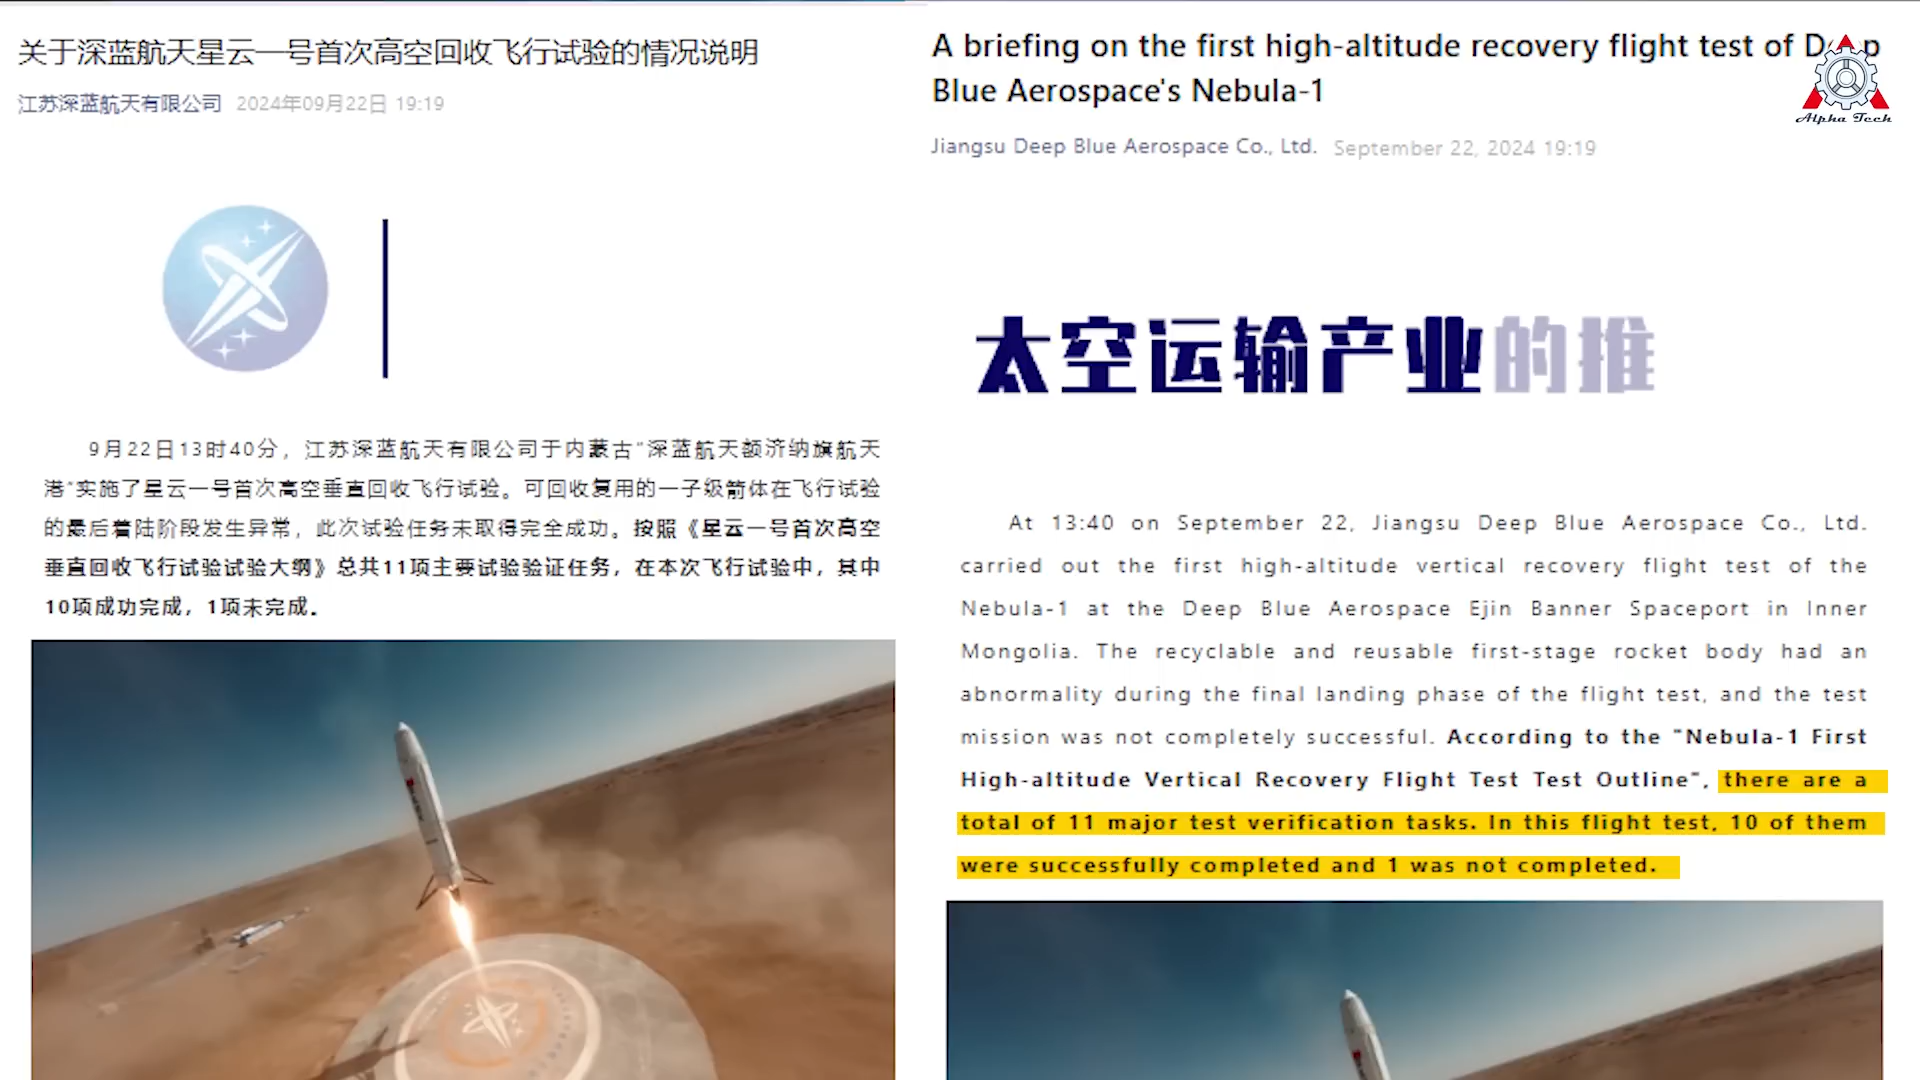 关于深蓝航天星云一号首次高空回收飞行试验的情况说明
江苏深蓝航天有限公司 2024年09月22日 19:19
9月22日13时40分，江苏深蓝航天有限公司于内蒙古“深蓝航天额济纳旗航天
港”实施了星云一号首次高空垂直回收飞行试验。可回收复用的一子级箭体在飞行试验
的最后着陆阶段发生异常，此次试验任务未取得完全成功。按照《星云一号首次高空
垂直回收飞行试验试验大纲》总共11项主要试验验证任务，在本次飞行试验中，其中
10项成功完成，1项未完成。
A briefing on the first high-altitude recovery flight test of D p
Blue Aerospace's Nebula-1
Jiangsu Deep Blue Aerospace Co., Ltd. September 22, 2024 19:19
Alpha Tech
太空运输产业的推
At 13:40 on September 22, Jiangsu Deep Blue Aerospace Co., Ltd.
carried out the first high-altitude vertical recovery flight test of the
Nebula-1 at the Deep Blue Aerospace Ejin Banner Spaceport in Inner
Mongolia. The recyclable and reusable first-stage rocket body had an
abnormality during the final landing phase of the flight test, and the test
mission was not completely successful. According to the "Nebula-1 First
High-altitude Vertical Recovery Flight Test Test Outline", there are a
total of 11 major test verification tasks. In this flight test, 10 of them
were successfully completed and 1 was not completed.